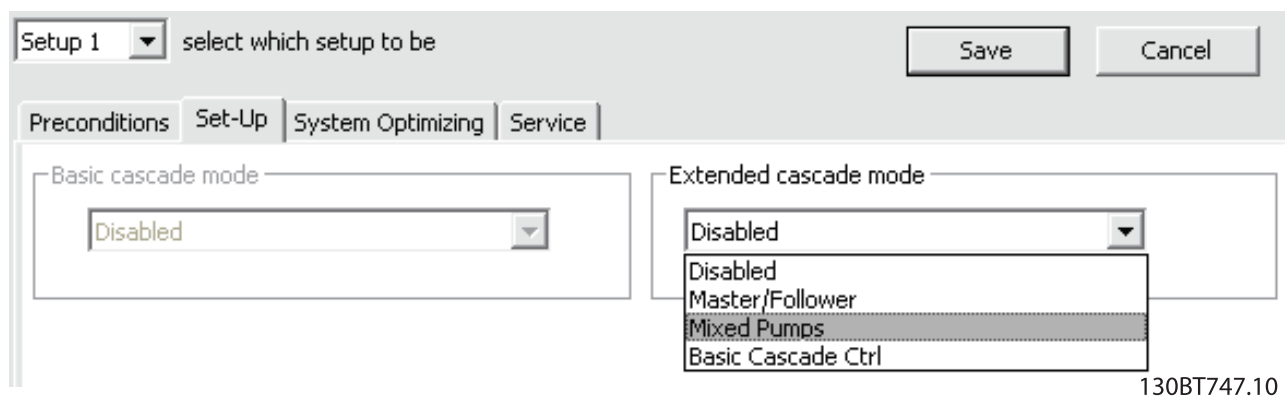 Setup 1 select which setup to be Save Cancel
Preconditions Set-Up System Optimizing Service
Basic cascade mode
Disabled
Extended cascade mode
Disabled
Disabled
Master/Follower
Mixed Pumps
Basic Cascade Ctrl
130BT747.10